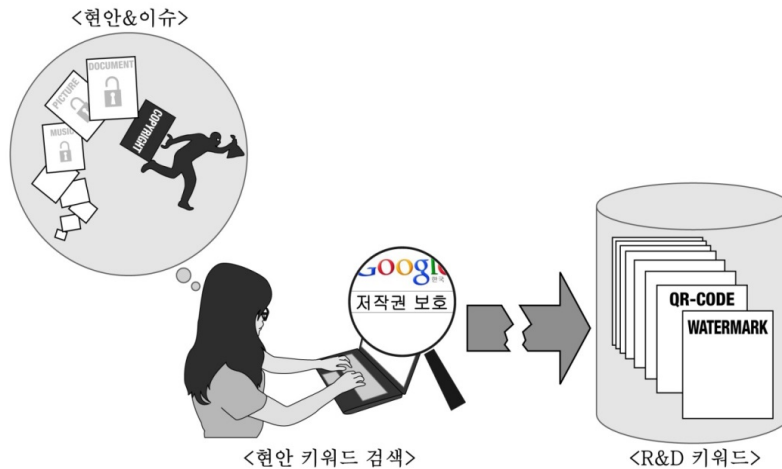 <현안&이슈>
DOCUMENT
PICTURE
MUSIC
COPYRIGHT
Google
한국
저작권 보호
QR-CODE
WATERMARK
<현안 키워드 검색>
<R&D 키워드>